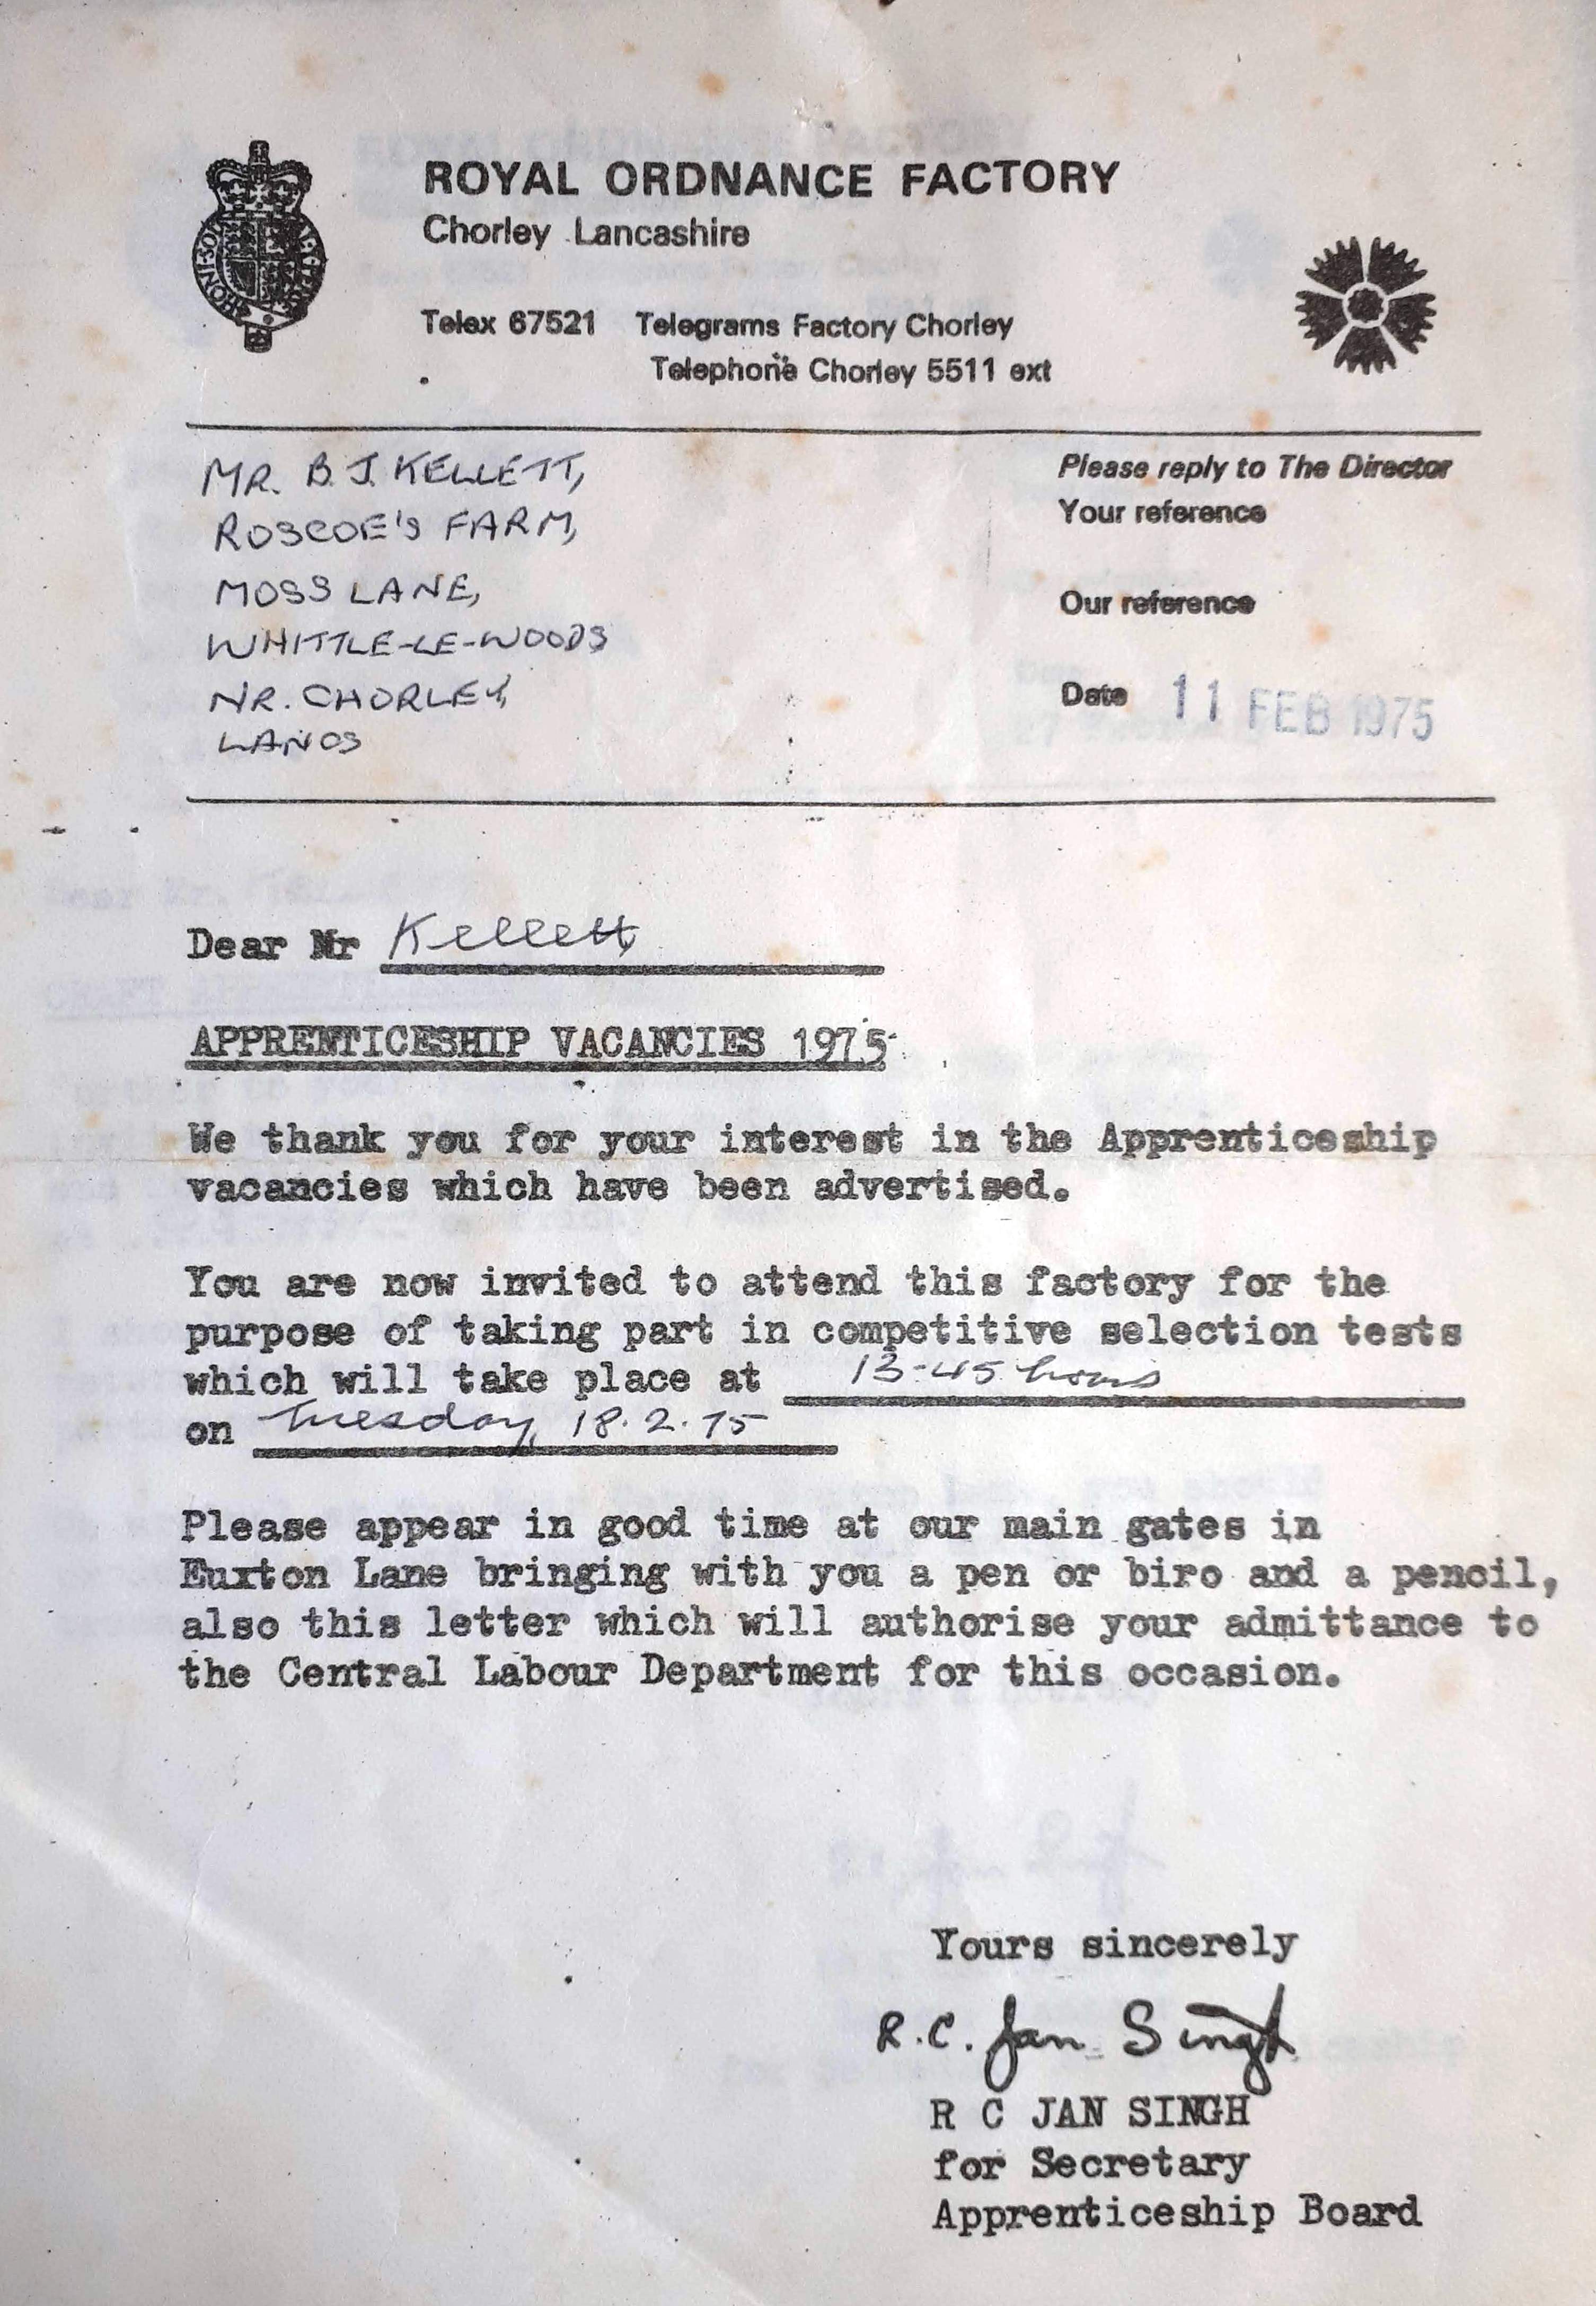 ROYAL ORDNANCE FACTORY
Chorley Lancashire
Telex 67521 Telegrams Factory Chorley
Telephone Chorley 5511 ext
MR. B. J. KELLETT,
ROSCOE'S FARM,
MOSS LANE,
WHITTLE-LE-WOODS
NR. CHORLEY,
LANCS
Please reply to The Director
Your reference
Our reference
Date 11 FEB 1975
Dear Mr Kellett
APPRENTICESHIP VACANCIES 1975
We thank you for your interest in the Apprenticeship
vacancies which have been advertised.
You are now invited to attend this factory for the
purpose of taking part in competitive selection tests
which will take place at 13-45 hours
on Tuesday, 18.2.75
Please appear in good time at our main gates in
Euxton Lane bringing with you a pen or biro and a pencil,
also this letter which will authorise your admittance to
the Central Labour Department for this occasion.
Yours sincerely
R.C. Jan Singh
R C JAN SINGH
for Secretary
Apprenticeship Board